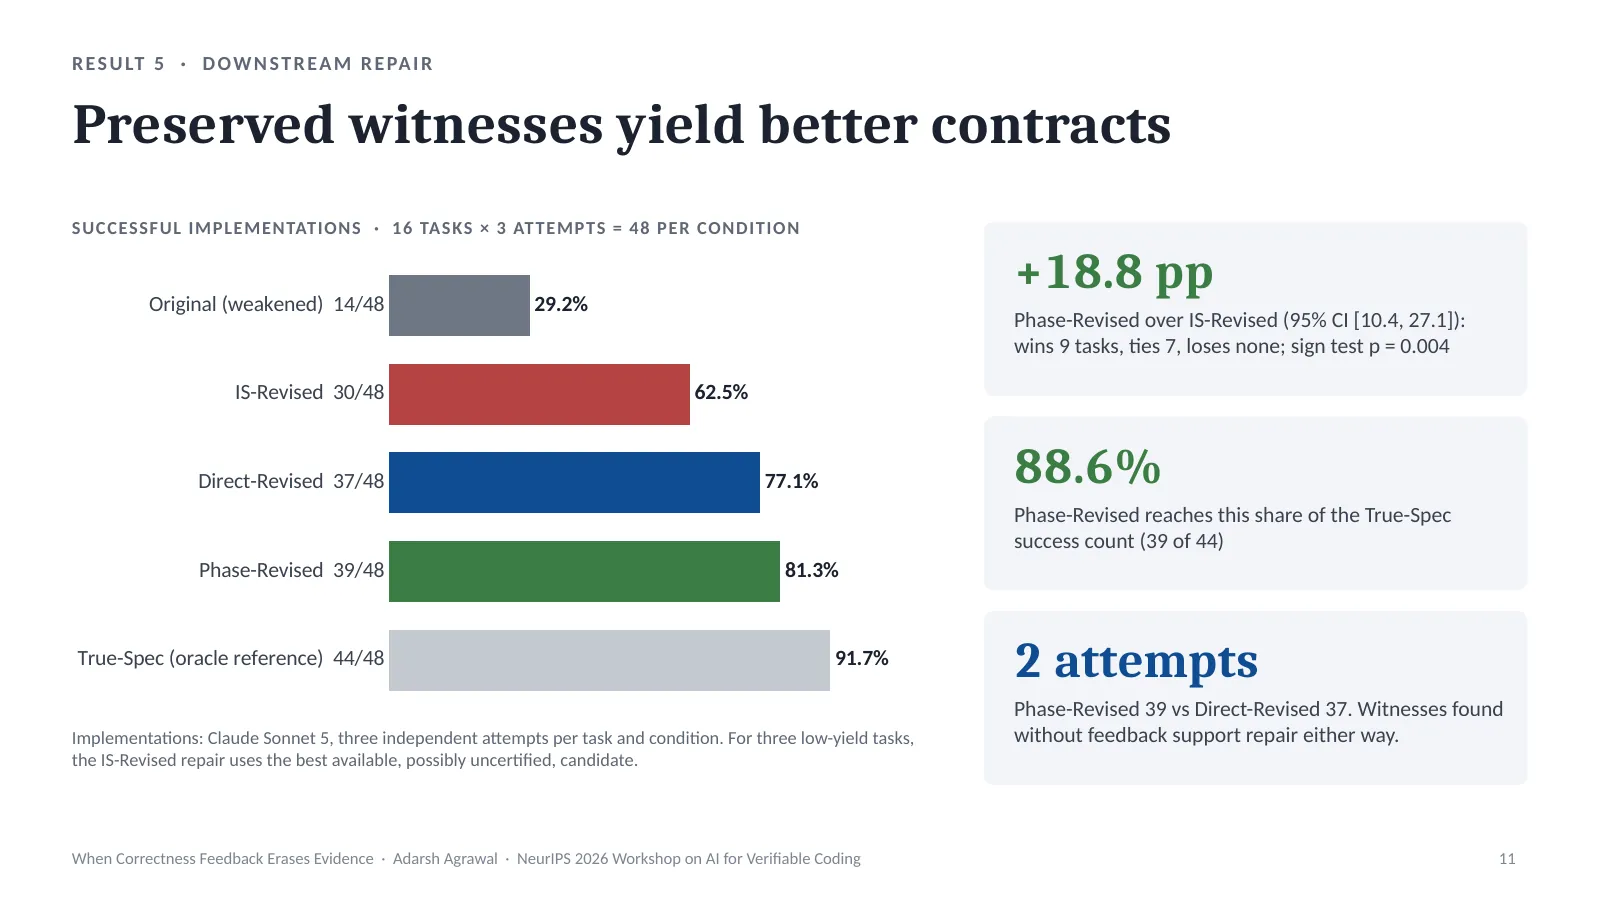 RESULT 5 · DOWNSTREAM REPAIR
Preserved witnesses yield better contracts
SUCCESSFUL IMPLEMENTATIONS · 16 TASKS × 3 ATTEMPTS = 48 PER CONDITION
Original (weakened) 14/48 29.2%
IS-Revised 30/48 62.5%
Direct-Revised 37/48 77.1%
Phase-Revised 39/48 81.3%
True-Spec (oracle reference) 44/48 91.7%
Implementations: Claude Sonnet 5, three independent attempts per task and condition. For three low-yield tasks,
the IS-Revised repair uses the best available, possibly uncertified, candidate.
+18.8 pp
Phase-Revised over IS-Revised (95% CI [10.4, 27.1]):
wins 9 tasks, ties 7, loses none; sign test p = 0.004
88.6%
Phase-Revised reaches this share of the True-Spec
success count (39 of 44)
2 attempts
Phase-Revised 39 vs Direct-Revised 37. Witnesses found
without feedback support repair either way.
When Correctness Feedback Erases Evidence · Adarsh Agrawal · NeurIPS 2026 Workshop on AI for Verifiable Coding
11